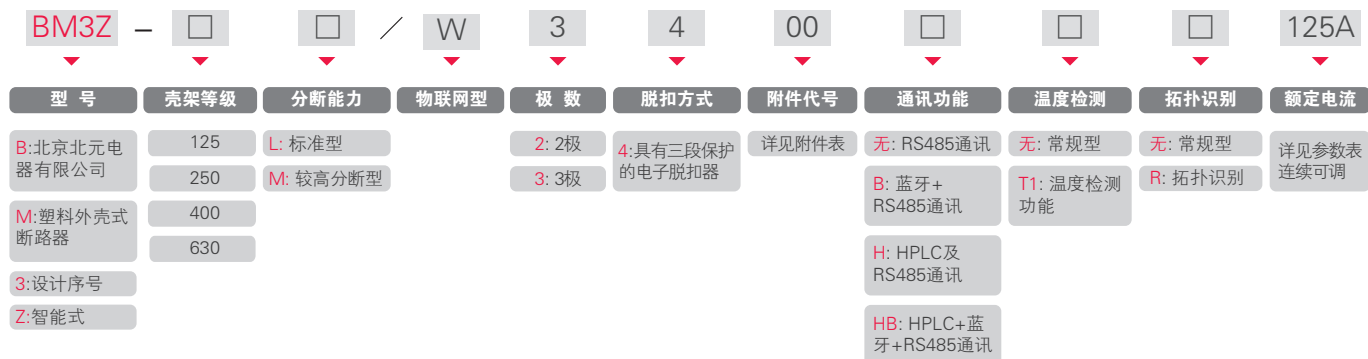 BM3Z – □ □ / W 3 4 00 □ □ □ 125A
型 号 壳架等级 分断能力 物联网型 极 数 脱扣方式 附件代号 通讯功能 温度检测 拓扑识别 额定电流
B:北京北元电
器有限公司
M:塑料外壳式
断路器
3:设计序号
Z:智能式
125
250
400
630
L: 标准型
M: 较高分断型
2: 2极
3: 3极
4:具有三段保护
的电子脱扣器
详见附件表
无: RS485通讯
B: 蓝牙+
RS485通讯
H: HPLC及
RS485通讯
HB: HPLC+蓝
牙+RS485通讯
无: 常规型
T1: 温度检测
功能
无: 常规型
R: 拓扑识别
详见参数表
连续可调